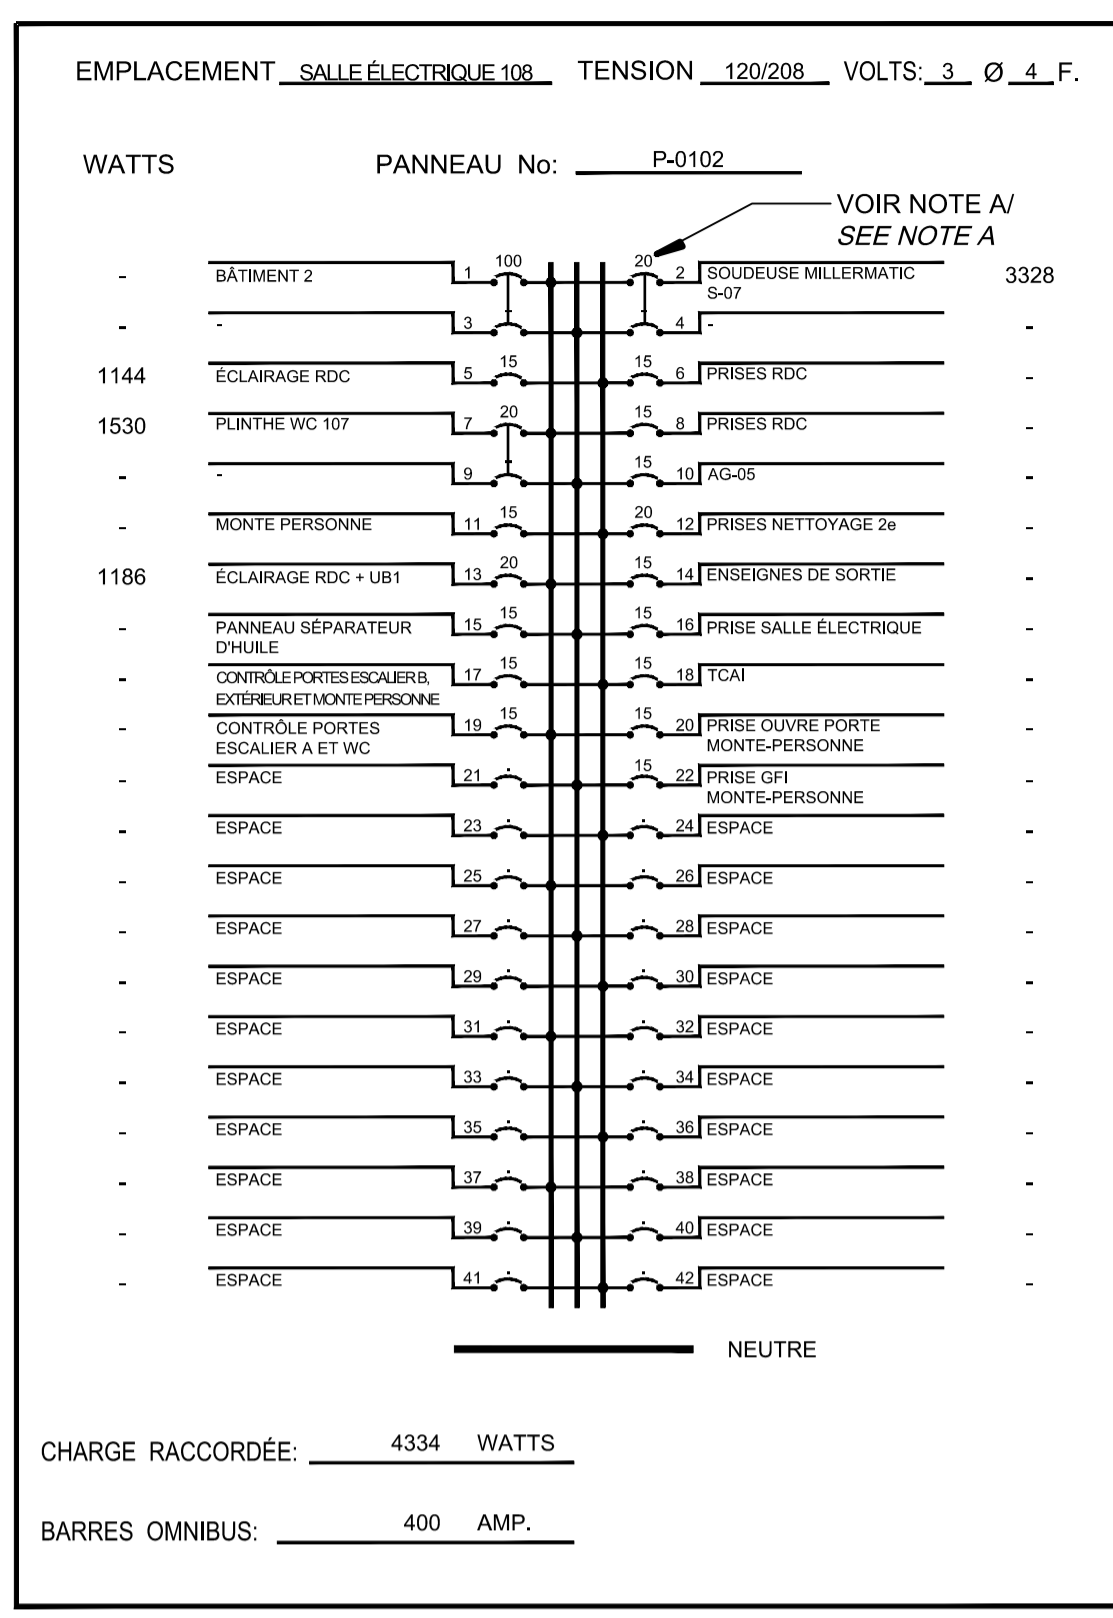 EMPLACEMENT SALLE ÉLECTRIQUE 108 TENSION 120/208 VOLTS: 3 Ø 4 F.
WATTS PANNEAU No: P-0102
VOIR NOTE A/
SEE NOTE A
- BÂTIMENT 2 1 100 20 2 SOUDEUSE MILLERMATIC 3328
S-07
- - 3 - - 4 - -
1144 ÉCLAIRAGE RDC 5 15 15 6 PRISES RDC -
1530 PLINTHE WC 107 7 20 15 8 PRISES RDC -
- - 9 - 15 10 AG-05 -
- MONTE PERSONNE 11 15 20 12 PRISES NETTOYAGE 2e -
1186 ÉCLAIRAGE RDC + UB1 13 20 15 14 ENSEIGNES DE SORTIE -
- PANNEAU SÉPARATEUR 15 15 15 16 PRISE SALLE ÉLECTRIQUE -
D'HUILE
- CONTRÔLE PORTES ESCALIER B, 17 15 15 18 TCAI -
EXTÉRIEUR ET MONTE PERSONNE
- CONTRÔLE PORTES 19 15 15 20 PRISE OUVRE PORTE -
ESCALIER A ET WC MONTE-PERSONNE
- ESPACE 21 . 15 22 PRISE GFI -
MONTE-PERSONNE
- ESPACE 23 . . 24 ESPACE -
- ESPACE 25 . . 26 ESPACE -
- ESPACE 27 . . 28 ESPACE -
- ESPACE 29 . . 30 ESPACE -
- ESPACE 31 . . 32 ESPACE -
- ESPACE 33 . . 34 ESPACE -
- ESPACE 35 . . 36 ESPACE -
- ESPACE 37 . . 38 ESPACE -
- ESPACE 39 . . 40 ESPACE -
- ESPACE 41 . . 42 ESPACE -
NEUTRE
CHARGE RACCORDÉE: 4334 WATTS
BARRES OMNIBUS: 400 AMP.